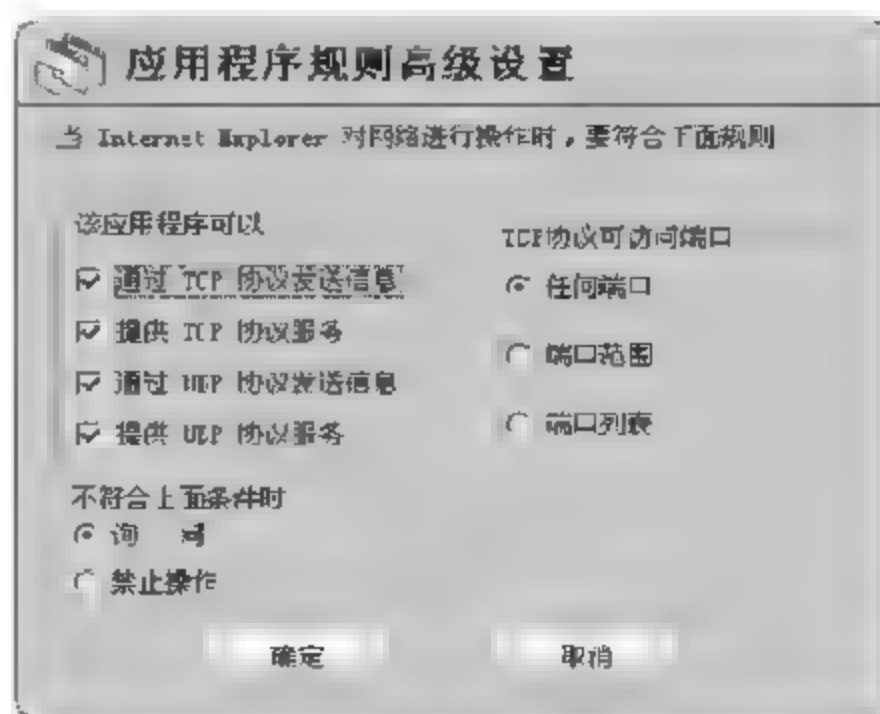 应用程序规则高级设置
当 Internet Explorer 对网络进行操作时，要符合下面规则
该应用程序可以
通过 TCP 协议发送信息
提供 TCP 协议服务
通过 UDP 协议发送信息
提供 UDP 协议服务
不符合上面条件时
询 问
禁止操作
TCP协议可访问端口
任何端口
端口范围
端口列表
确定
取消